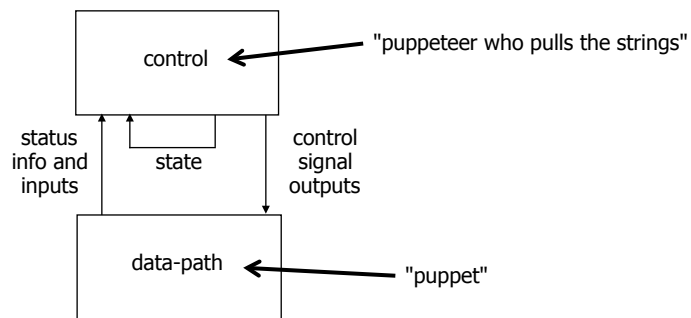 control
"puppeteer who pulls the strings"
status
info and
inputs
state
control
signal
outputs
data-path
"puppet"